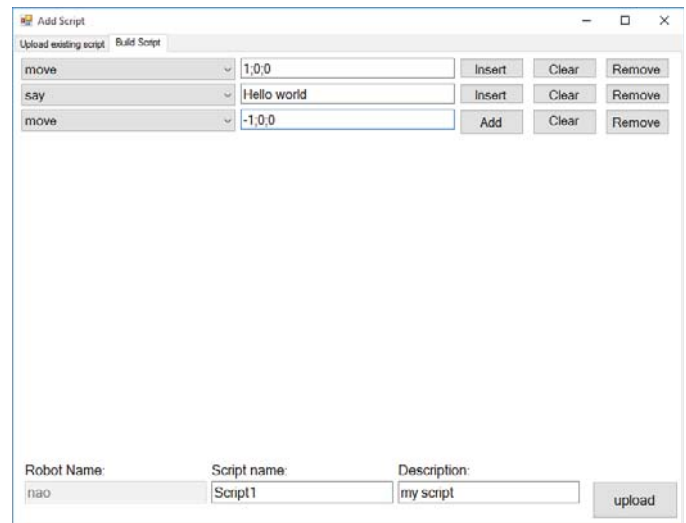 Add Script
Upload existing script Build Script
move 1;0;0 Insert Clear Remove
say Hello world Insert Clear Remove
move -1;0;0 Add Clear Remove
Robot Name: Script name: Description:
nao Script1 my script upload